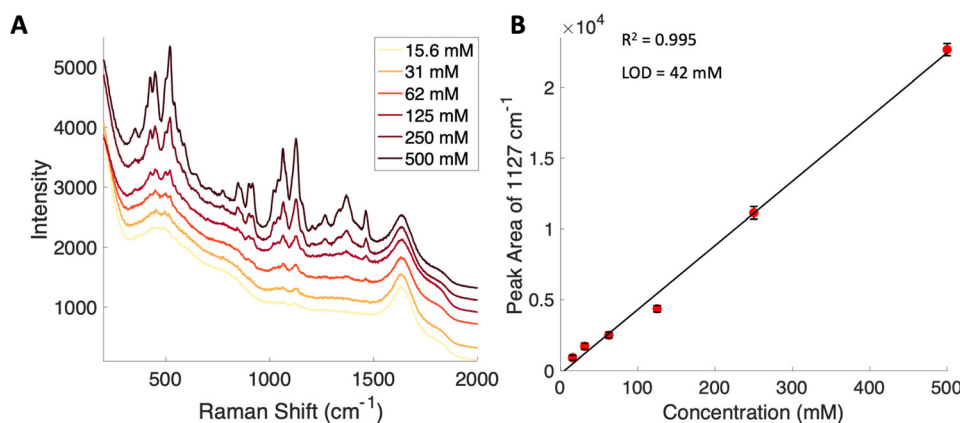 A
5000
4000
3000
2000
1000
Intensity
15.6 mM
31 mM
62 mM
125 mM
250 mM
500 mM
500
1000
1500
2000
Raman Shift (cm⁻¹)
B
×10⁴
R² = 0.995
LOD = 42 mM
2
1.5
1
0.5
0
Peak Area of 1127 cm⁻¹
0
100
200
300
400
500
Concentration (mM)